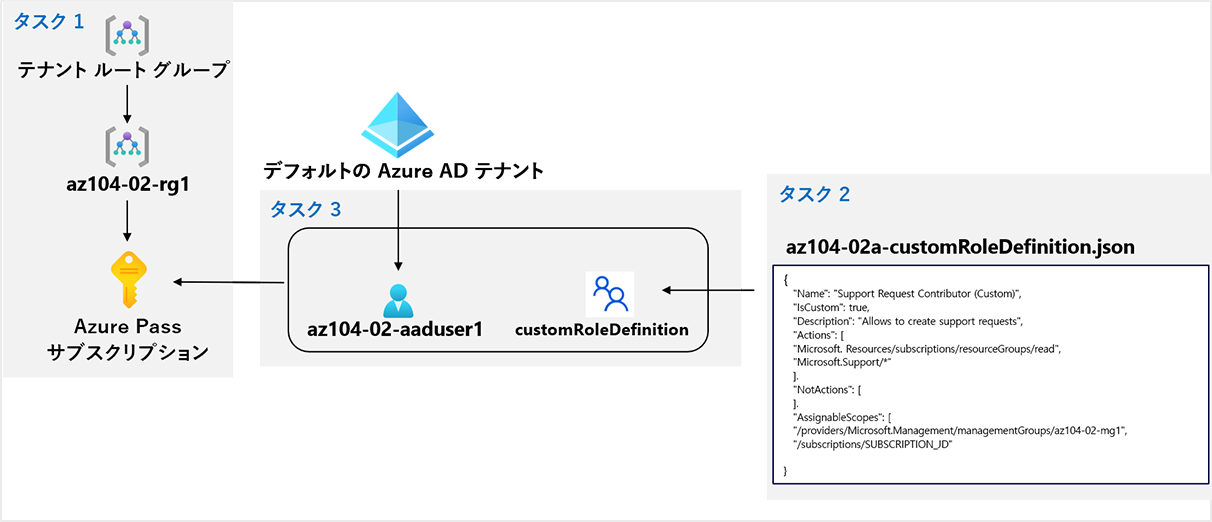 タスク 1
テナント ルート グループ
az104-02-rg1
Azure Pass
サブスクリプション
デフォルトの Azure AD テナント
タスク 3
az104-02-aaduser1
customRoleDefinition
タスク 2
az104-02a-customRoleDefinition.json
{
"Name": "Support Request Contributor (Custom)",
"IsCustom": true,
"Description": "Allows to create support requests",
"Actions": [
"Microsoft. Resources/subscriptions/resourceGroups/read",
"Microsoft.Support/*"
].
"NotActions": [
].
"AssignableScopes": [
"/providers/Microsoft.Management/managementGroups/az104-02-mg1",
"/subscriptions/SUBSCRIPTION_JD"
}